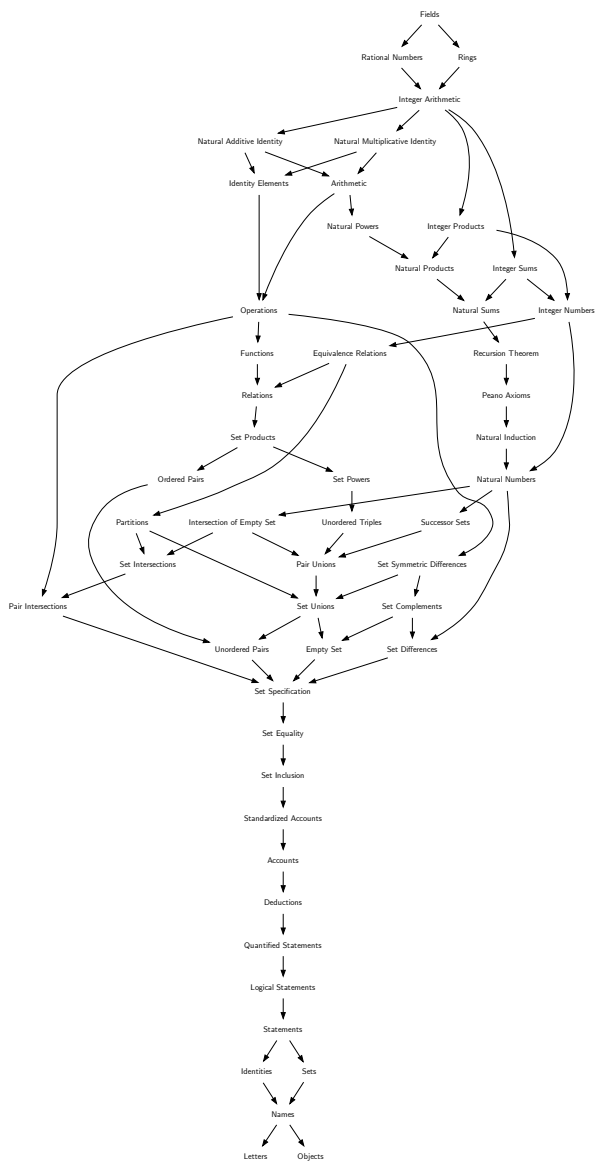 Fields
Rational Numbers Rings
Integer Arithmetic
Natural Additive Identity Natural Multiplicative Identity
Identity Elements Arithmetic
Natural Powers Integer Products
Natural Products Integer Sums
Operations Natural Sums Integer Numbers
Functions Equivalence Relations Recursion Theorem
Relations Peano Axioms
Set Products Natural Induction
Ordered Pairs Set Powers Natural Numbers
Partitions Intersection of Empty Set Unordered Triples Successor Sets
Set Intersections Pair Unions Set Symmetric Differences
Pair Intersections Set Unions Set Complements
Unordered Pairs Empty Set Set Differences
Set Specification
Set Equality
Set Inclusion
Standardized Accounts
Accounts
Deductions
Quantified Statements
Logical Statements
Statements
Identities Sets
Names
Letters Objects